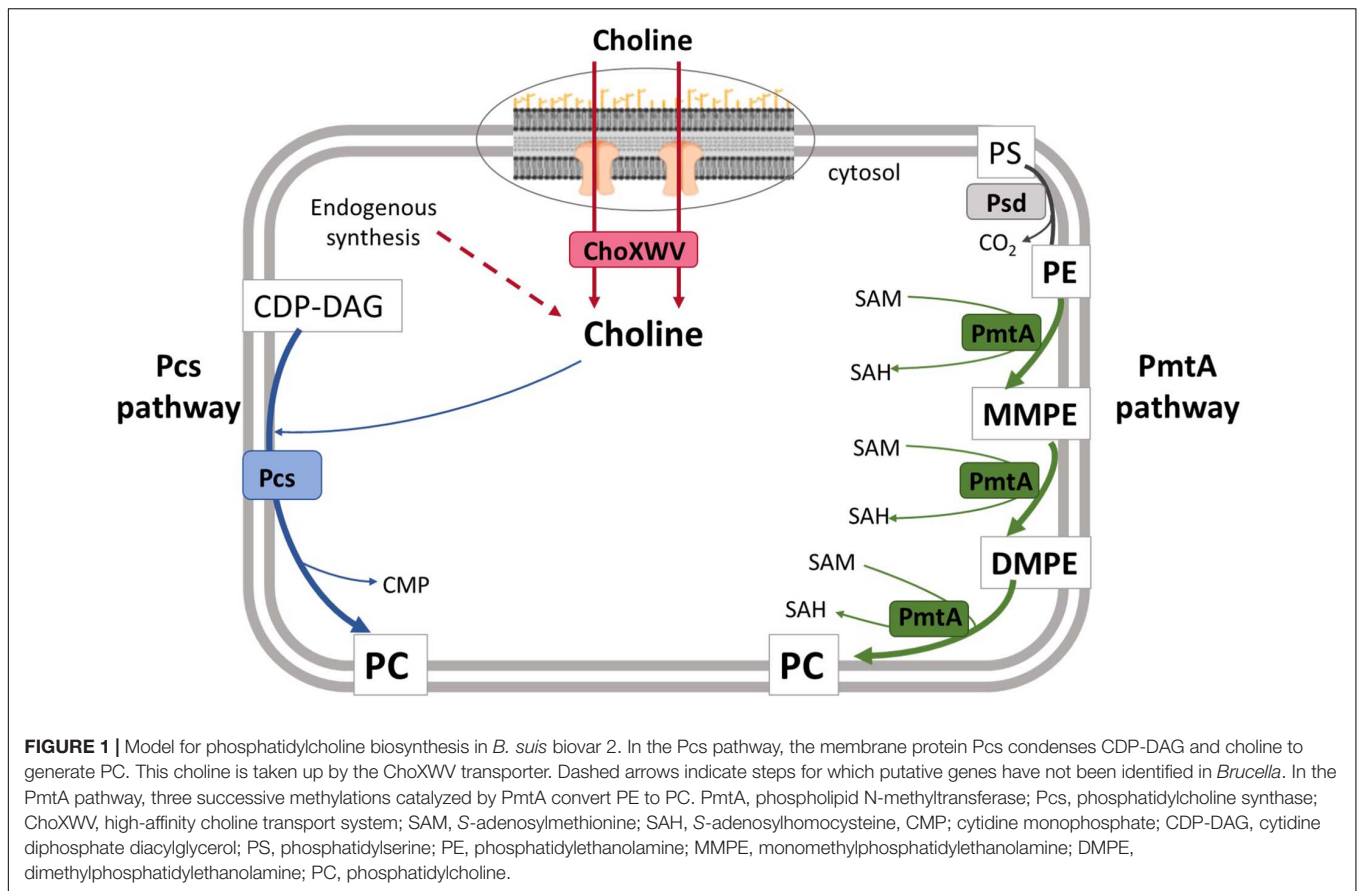 Choline
cytosol
PS
Psd
CO2
PE
Endogenous
synthesis
ChoXWV
Choline
CDP-DAG
Pcs
pathway
Pcs
CMP
PC
SAM
PmtA
SAH
MMPE
PmtA
pathway
SAM
PmtA
SAH
DMPE
SAM
PmtA
SAH
PC
FIGURE 1 | Model for phosphatidylcholine biosynthesis in B. suis biovar 2. In the Pcs pathway, the membrane protein Pcs condenses CDP-DAG and choline to
generate PC. This choline is taken up by the ChoXWV transporter. Dashed arrows indicate steps for which putative genes have not been identified in Brucella. In the
PmtA pathway, three successive methylations catalyzed by PmtA convert PE to PC. PmtA, phospholipid N-methyltransferase; Pcs, phosphatidylcholine synthase;
ChoXWV, high-affinity choline transport system; SAM, S-adenosylmethionine; SAH, S-adenosylhomocysteine, CMP; cytidine monophosphate; CDP-DAG, cytidine
diphosphate diacylglycerol; PS, phosphatidylserine; PE, phosphatidylethanolamine; MMPE, monomethylphosphatidylethanolamine; DMPE,
dimethylphosphatidylethanolamine; PC, phosphatidylcholine.